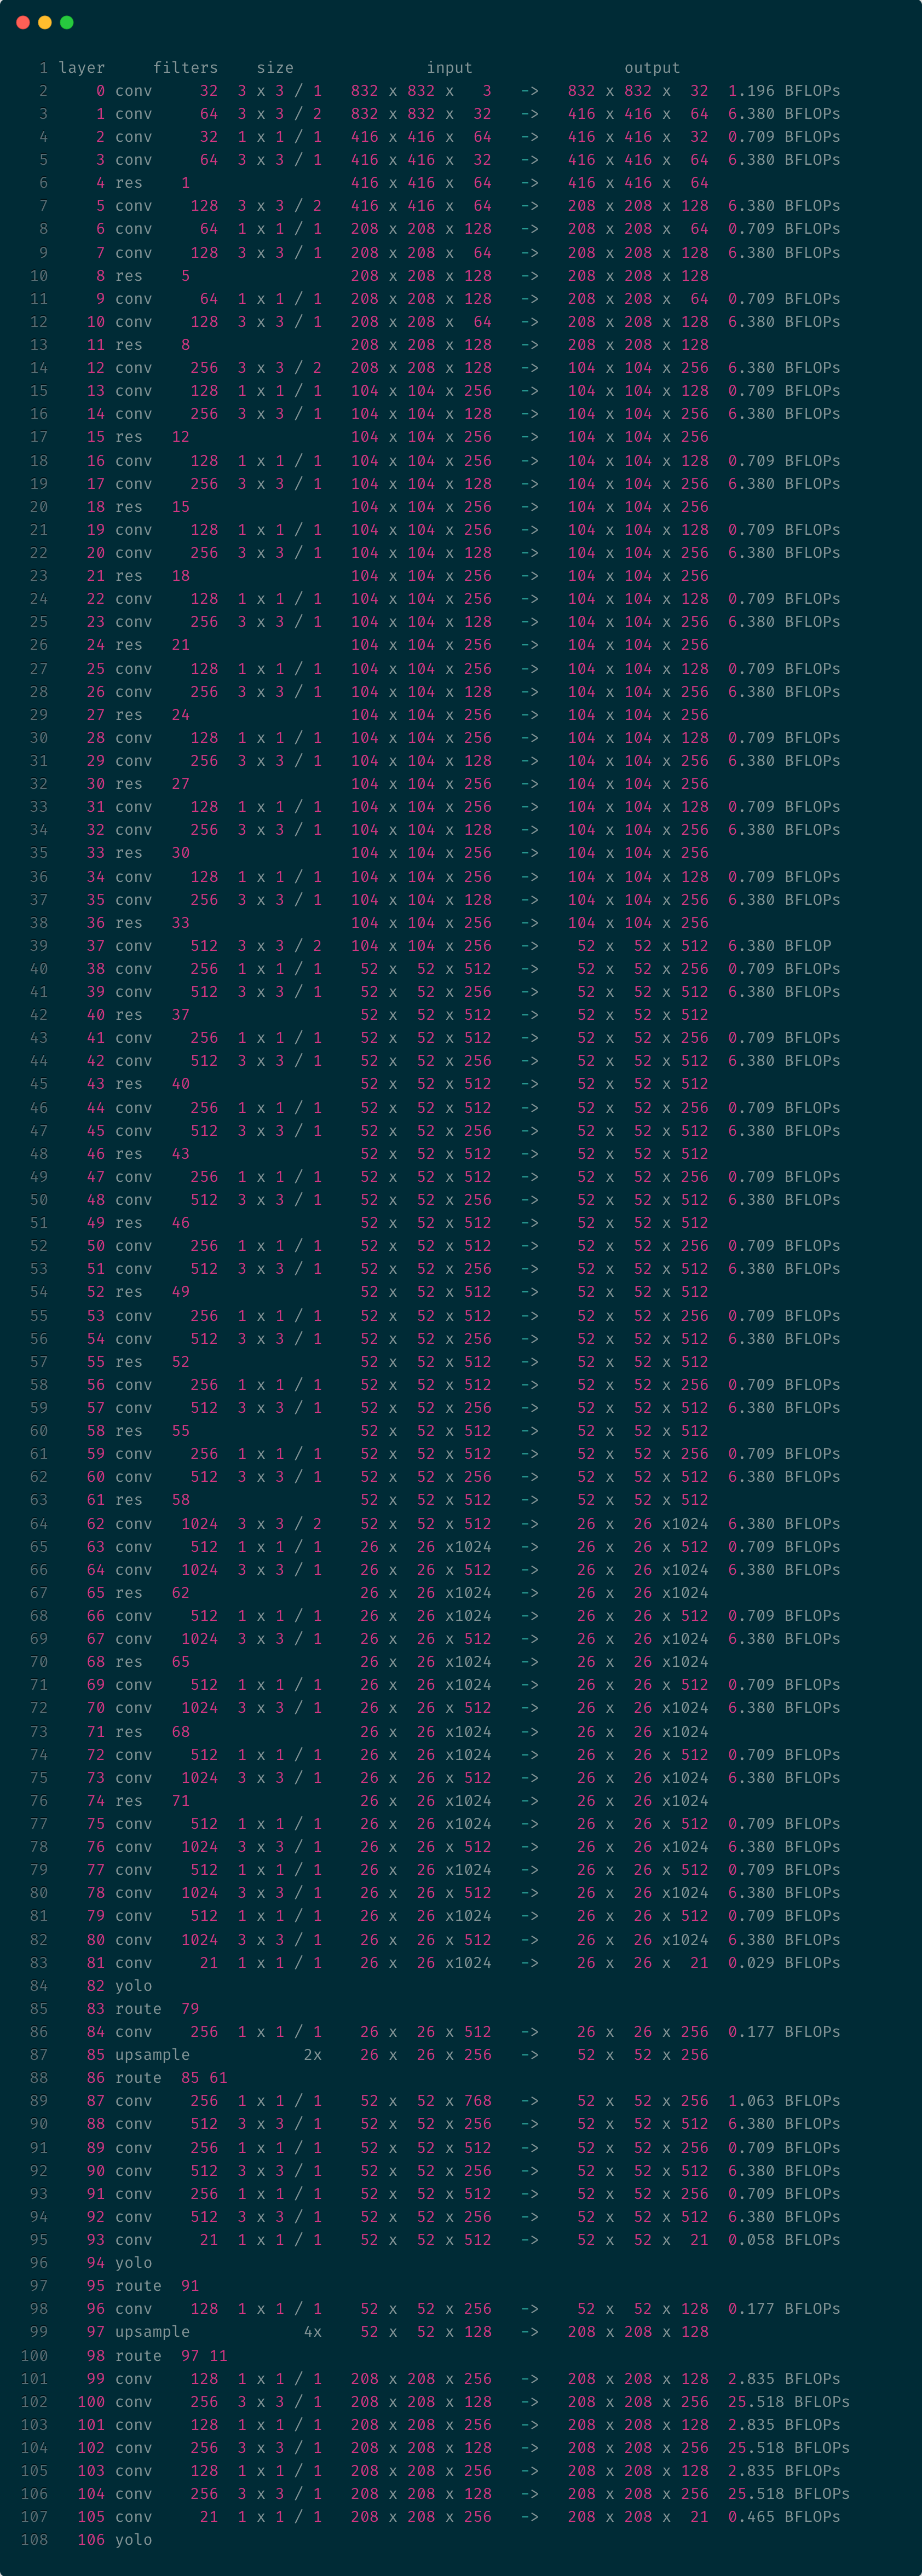 1 layer     filters    size              input                output
2     0 conv     32  3 x 3 / 1   832 x 832 x   3   ->   832 x 832 x  32  1.196 BFLOPs
3     1 conv     64  3 x 3 / 2   832 x 832 x  32   ->   416 x 416 x  64  6.380 BFLOPs
4     2 conv     32  1 x 1 / 1   416 x 416 x  64   ->   416 x 416 x  32  0.709 BFLOPs
5     3 conv     64  3 x 3 / 1   416 x 416 x  32   ->   416 x 416 x  64  6.380 BFLOPs
6     4 res    1                 416 x 416 x  64   ->   416 x 416 x  64
7     5 conv    128  3 x 3 / 2   416 x 416 x  64   ->   208 x 208 x 128  6.380 BFLOPs
8     6 conv     64  1 x 1 / 1   208 x 208 x 128   ->   208 x 208 x  64  0.709 BFLOPs
9     7 conv    128  3 x 3 / 1   208 x 208 x  64   ->   208 x 208 x 128  6.380 BFLOPs
10     8 res    5                 208 x 208 x 128   ->   208 x 208 x 128
11     9 conv     64  1 x 1 / 1   208 x 208 x 128   ->   208 x 208 x  64  0.709 BFLOPs
12    10 conv    128  3 x 3 / 1   208 x 208 x  64   ->   208 x 208 x 128  6.380 BFLOPs
13    11 res    8                 208 x 208 x 128   ->   208 x 208 x 128
14    12 conv    256  3 x 3 / 2   208 x 208 x 128   ->   104 x 104 x 256  6.380 BFLOPs
15    13 conv    128  1 x 1 / 1   104 x 104 x 256   ->   104 x 104 x 128  0.709 BFLOPs
16    14 conv    256  3 x 3 / 1   104 x 104 x 128   ->   104 x 104 x 256  6.380 BFLOPs
17    15 res   12                 104 x 104 x 256   ->   104 x 104 x 256
18    16 conv    128  1 x 1 / 1   104 x 104 x 256   ->   104 x 104 x 128  0.709 BFLOPs
19    17 conv    256  3 x 3 / 1   104 x 104 x 128   ->   104 x 104 x 256  6.380 BFLOPs
20    18 res   15                 104 x 104 x 256   ->   104 x 104 x 256
21    19 conv    128  1 x 1 / 1   104 x 104 x 256   ->   104 x 104 x 128  0.709 BFLOPs
22    20 conv    256  3 x 3 / 1   104 x 104 x 128   ->   104 x 104 x 256  6.380 BFLOPs
23    21 res   18                 104 x 104 x 256   ->   104 x 104 x 256
24    22 conv    128  1 x 1 / 1   104 x 104 x 256   ->   104 x 104 x 128  0.709 BFLOPs
25    23 conv    256  3 x 3 / 1   104 x 104 x 128   ->   104 x 104 x 256  6.380 BFLOPs
26    24 res   21                 104 x 104 x 256   ->   104 x 104 x 256
27    25 conv    128  1 x 1 / 1   104 x 104 x 256   ->   104 x 104 x 128  0.709 BFLOPs
28    26 conv    256  3 x 3 / 1   104 x 104 x 128   ->   104 x 104 x 256  6.380 BFLOPs
29    27 res   24                 104 x 104 x 256   ->   104 x 104 x 256
30    28 conv    128  1 x 1 / 1   104 x 104 x 256   ->   104 x 104 x 128  0.709 BFLOPs
31    29 conv    256  3 x 3 / 1   104 x 104 x 128   ->   104 x 104 x 256  6.380 BFLOPs
32    30 res   27                 104 x 104 x 256   ->   104 x 104 x 256
33    31 conv    128  1 x 1 / 1   104 x 104 x 256   ->   104 x 104 x 128  0.709 BFLOPs
34    32 conv    256  3 x 3 / 1   104 x 104 x 128   ->   104 x 104 x 256  6.380 BFLOPs
35    33 res   30                 104 x 104 x 256   ->   104 x 104 x 256
36    34 conv    128  1 x 1 / 1   104 x 104 x 256   ->   104 x 104 x 128  0.709 BFLOPs
37    35 conv    256  3 x 3 / 1   104 x 104 x 128   ->   104 x 104 x 256  6.380 BFLOPs
38    36 res   33                 104 x 104 x 256   ->   104 x 104 x 256
39    37 conv    512  3 x 3 / 2   104 x 104 x 256   ->    52 x  52 x 512  6.380 BFLOP
40    38 conv    256  1 x 1 / 1    52 x  52 x 512   ->    52 x  52 x 256  0.709 BFLOPs
41    39 conv    512  3 x 3 / 1    52 x  52 x 256   ->    52 x  52 x 512  6.380 BFLOPs
42    40 res   37                  52 x  52 x 512   ->    52 x  52 x 512
43    41 conv    256  1 x 1 / 1    52 x  52 x 512   ->    52 x  52 x 256  0.709 BFLOPs
44    42 conv    512  3 x 3 / 1    52 x  52 x 256   ->    52 x  52 x 512  6.380 BFLOPs
45    43 res   40                  52 x  52 x 512   ->    52 x  52 x 512
46    44 conv    256  1 x 1 / 1    52 x  52 x 512   ->    52 x  52 x 256  0.709 BFLOPs
47    45 conv    512  3 x 3 / 1    52 x  52 x 256   ->    52 x  52 x 512  6.380 BFLOPs
48    46 res   43                  52 x  52 x 512   ->    52 x  52 x 512
49    47 conv    256  1 x 1 / 1    52 x  52 x 512   ->    52 x  52 x 256  0.709 BFLOPs
50    48 conv    512  3 x 3 / 1    52 x  52 x 256   ->    52 x  52 x 512  6.380 BFLOPs
51    49 res   46                  52 x  52 x 512   ->    52 x  52 x 512
52    50 conv    256  1 x 1 / 1    52 x  52 x 512   ->    52 x  52 x 256  0.709 BFLOPs
53    51 conv    512  3 x 3 / 1    52 x  52 x 256   ->    52 x  52 x 512  6.380 BFLOPs
54    52 res   49                  52 x  52 x 512   ->    52 x  52 x 512
55    53 conv    256  1 x 1 / 1    52 x  52 x 512   ->    52 x  52 x 256  0.709 BFLOPs
56    54 conv    512  3 x 3 / 1    52 x  52 x 256   ->    52 x  52 x 512  6.380 BFLOPs
57    55 res   52                  52 x  52 x 512   ->    52 x  52 x 512
58    56 conv    256  1 x 1 / 1    52 x  52 x 512   ->    52 x  52 x 256  0.709 BFLOPs
59    57 conv    512  3 x 3 / 1    52 x  52 x 256   ->    52 x  52 x 512  6.380 BFLOPs
60    58 res   55                  52 x  52 x 512   ->    52 x  52 x 512
61    59 conv    256  1 x 1 / 1    52 x  52 x 512   ->    52 x  52 x 256  0.709 BFLOPs
62    60 conv    512  3 x 3 / 1    52 x  52 x 256   ->    52 x  52 x 512  6.380 BFLOPs
63    61 res   58                  52 x  52 x 512   ->    52 x  52 x 512
64    62 conv   1024  3 x 3 / 2    52 x  52 x 512   ->    26 x  26 x1024  6.380 BFLOPs
65    63 conv    512  1 x 1 / 1    26 x  26 x1024   ->    26 x  26 x 512  0.709 BFLOPs
66    64 conv   1024  3 x 3 / 1    26 x  26 x 512   ->    26 x  26 x1024  6.380 BFLOPs
67    65 res   62                  26 x  26 x1024   ->    26 x  26 x1024
68    66 conv    512  1 x 1 / 1    26 x  26 x1024   ->    26 x  26 x 512  0.709 BFLOPs
69    67 conv   1024  3 x 3 / 1    26 x  26 x 512   ->    26 x  26 x1024  6.380 BFLOPs
70    68 res   65                  26 x  26 x1024   ->    26 x  26 x1024
71    69 conv    512  1 x 1 / 1    26 x  26 x1024   ->    26 x  26 x 512  0.709 BFLOPs
72    70 conv   1024  3 x 3 / 1    26 x  26 x 512   ->    26 x  26 x1024  6.380 BFLOPs
73    71 res   68                  26 x  26 x1024   ->    26 x  26 x1024
74    72 conv    512  1 x 1 / 1    26 x  26 x1024   ->    26 x  26 x 512  0.709 BFLOPs
75    73 conv   1024  3 x 3 / 1    26 x  26 x 512   ->    26 x  26 x1024  6.380 BFLOPs
76    74 res   71                  26 x  26 x1024   ->    26 x  26 x1024
77    75 conv    512  1 x 1 / 1    26 x  26 x1024   ->    26 x  26 x 512  0.709 BFLOPs
78    76 conv   1024  3 x 3 / 1    26 x  26 x 512   ->    26 x  26 x1024  6.380 BFLOPs
79    77 conv    512  1 x 1 / 1    26 x  26 x1024   ->    26 x  26 x 512  0.709 BFLOPs
80    78 conv   1024  3 x 3 / 1    26 x  26 x 512   ->    26 x  26 x1024  6.380 BFLOPs
81    79 conv    512  1 x 1 / 1    26 x  26 x1024   ->    26 x  26 x 512  0.709 BFLOPs
82    80 conv   1024  3 x 3 / 1    26 x  26 x 512   ->    26 x  26 x1024  6.380 BFLOPs
83    81 conv     21  1 x 1 / 1    26 x  26 x1024   ->    26 x  26 x  21  0.029 BFLOPs
84    82 yolo
85    83 route  79
86    84 conv    256  1 x 1 / 1    26 x  26 x 512   ->    26 x  26 x 256  0.177 BFLOPs
87    85 upsample            2x    26 x  26 x 256   ->    52 x  52 x 256
88    86 route  85 61
89    87 conv    256  1 x 1 / 1    52 x  52 x 768   ->    52 x  52 x 256  1.063 BFLOPs
90    88 conv    512  3 x 3 / 1    52 x  52 x 256   ->    52 x  52 x 512  6.380 BFLOPs
91    89 conv    256  1 x 1 / 1    52 x  52 x 512   ->    52 x  52 x 256  0.709 BFLOPs
92    90 conv    512  3 x 3 / 1    52 x  52 x 256   ->    52 x  52 x 512  6.380 BFLOPs
93    91 conv    256  1 x 1 / 1    52 x  52 x 512   ->    52 x  52 x 256  0.709 BFLOPs
94    92 conv    512  3 x 3 / 1    52 x  52 x 256   ->    52 x  52 x 512  6.380 BFLOPs
95    93 conv     21  1 x 1 / 1    52 x  52 x 512   ->    52 x  52 x  21  0.058 BFLOPs
96    94 yolo
97    95 route  91
98    96 conv    128  1 x 1 / 1    52 x  52 x 256   ->    52 x  52 x 128  0.177 BFLOPs
99    97 upsample            4x    52 x  52 x 128   ->   208 x 208 x 128
100    98 route  97 11
101    99 conv    128  1 x 1 / 1   208 x 208 x 256   ->   208 x 208 x 128  2.835 BFLOPs
102   100 conv    256  3 x 3 / 1   208 x 208 x 128   ->   208 x 208 x 256  25.518 BFLOPs
103   101 conv    128  1 x 1 / 1   208 x 208 x 256   ->   208 x 208 x 128  2.835 BFLOPs
104   102 conv    256  3 x 3 / 1   208 x 208 x 128   ->   208 x 208 x 256  25.518 BFLOPs
105   103 conv    128  1 x 1 / 1   208 x 208 x 256   ->   208 x 208 x 128  2.835 BFLOPs
106   104 conv    256  3 x 3 / 1   208 x 208 x 128   ->   208 x 208 x 256  25.518 BFLOPs
107   105 conv     21  1 x 1 / 1   208 x 208 x 256   ->   208 x 208 x  21  0.465 BFLOPs
108   106 yolo